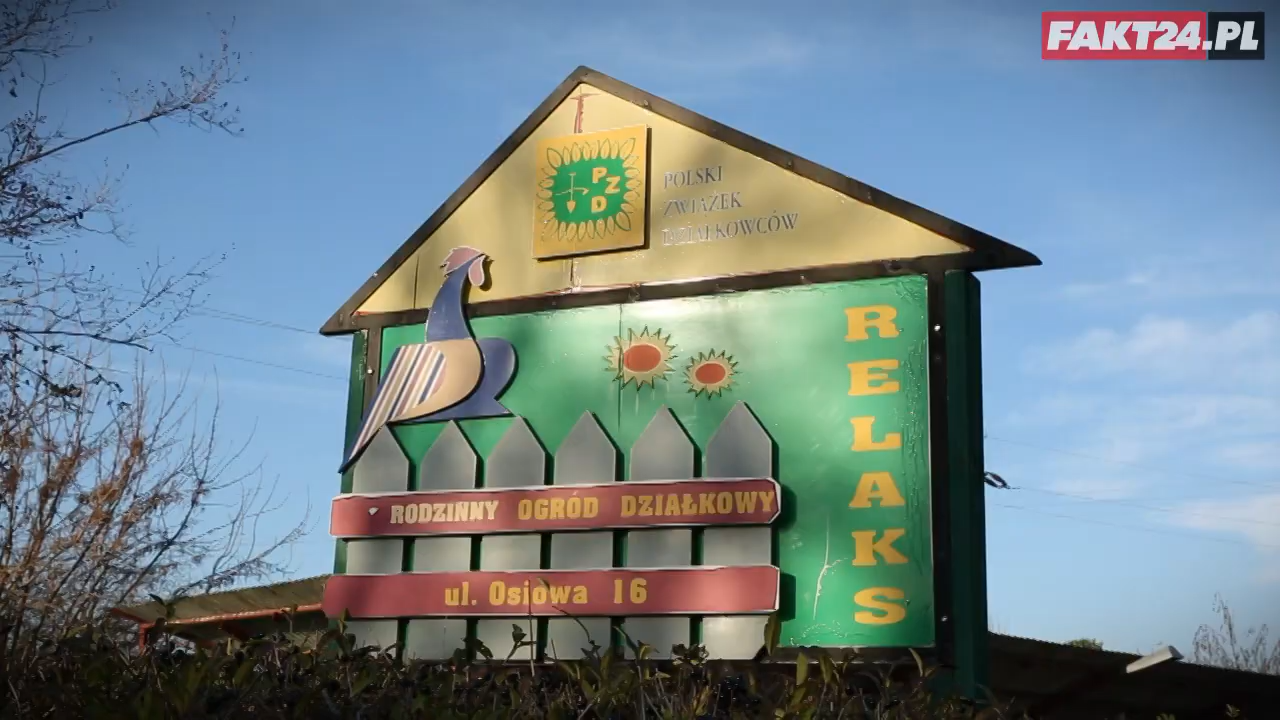 FAKT24.PL
PZD
POLSKI
ZWIĄZEK
DZIAŁKOWCÓW
RELAKS
RODZINNY OGRÓD DZIAŁKOWY
ul. Osiowa 16